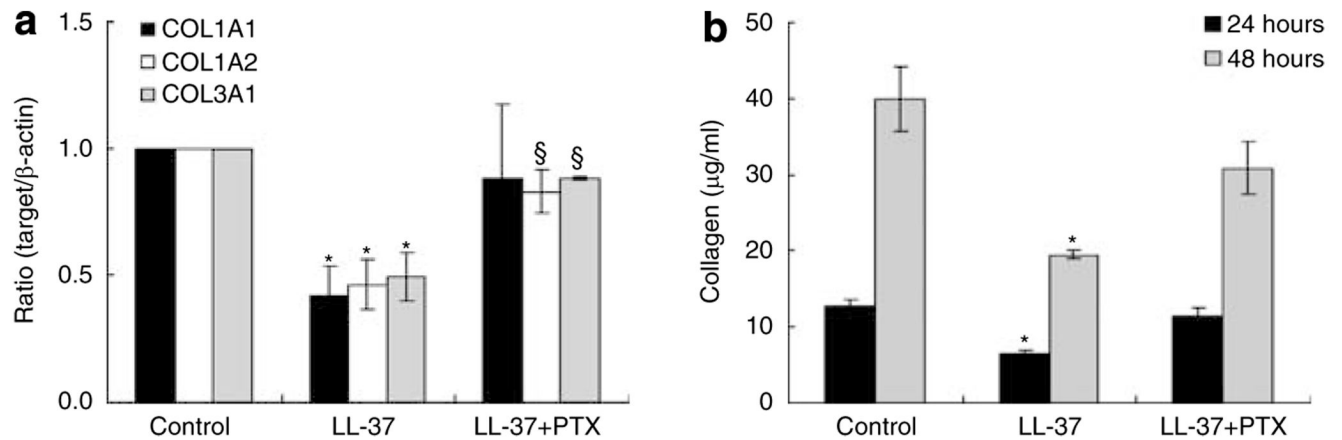 a
1.5
1.0
0.5
0.0
Ratio (target/β-actin)
COL1A1
COL1A2
COL3A1
* * *
§ §
Control LL-37 LL-37+PTX
b
50
40
30
20
10
0
Collagen (μg/ml)
24 hours
48 hours
* *
Control LL-37 LL-37+PTX